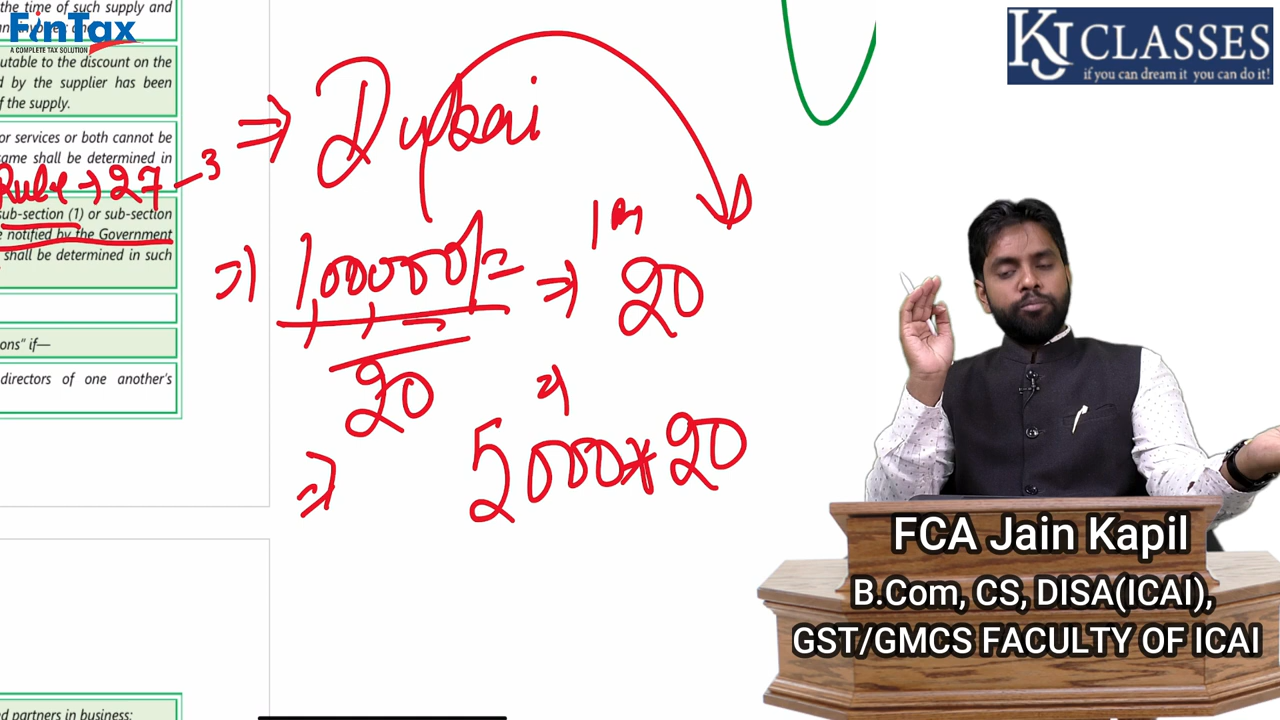 the time of such supply and
FinTax
A COMPLETE TAX SOLUTION
utable to the discount on the
d by the supplier has been
f the supply.
or services or both cannot be
ame shall be determined in
Rule → 27 - 3
sub-section (1) or sub-section
e notified by the Government
shall be determined in such
ons" if—
directors of one another's
d partners in business;
⇒ Dubai
⇒ 1,00,000/= ⇒ 20
20
⇒ 5000*20
KJ CLASSES
if you can dream it you can do it!
FCA Jain Kapil
B.Com, CS, DISA(ICAI),
GST/GMCS FACULTY OF ICAI